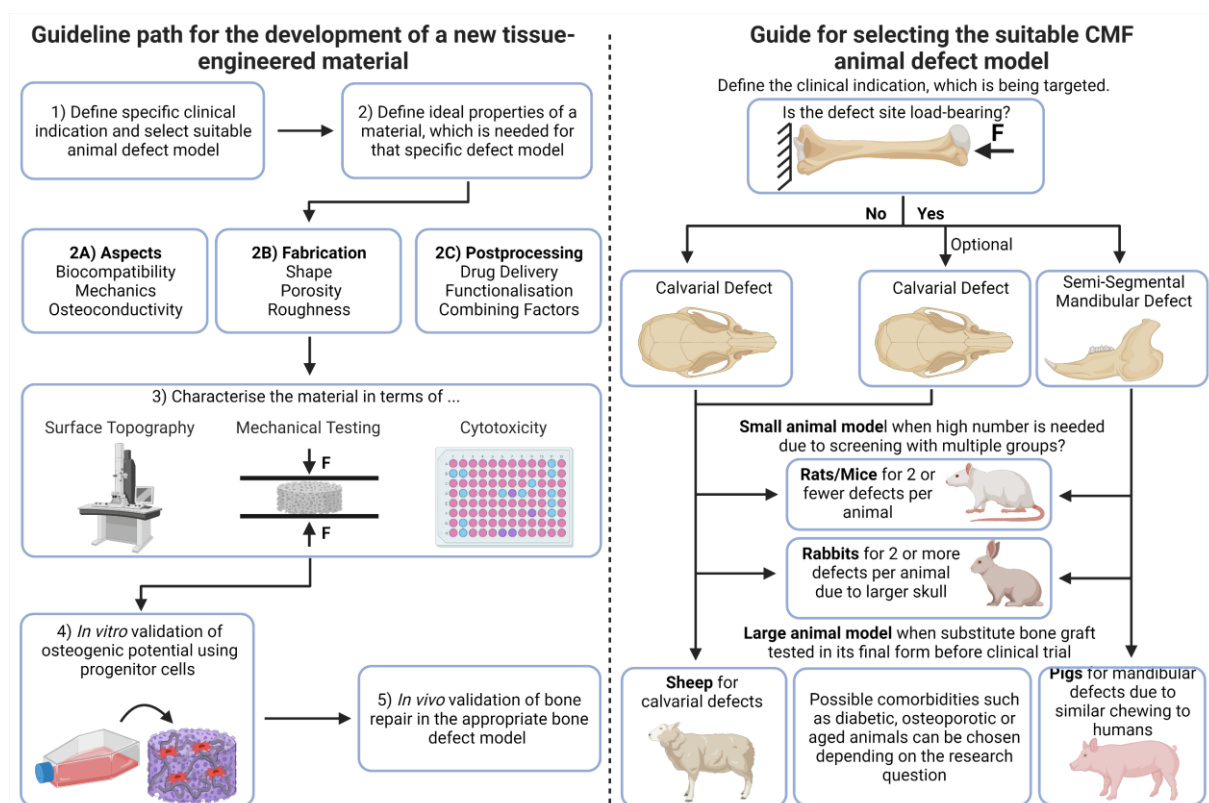 Guideline path for the development of a new tissue-
engineered material
1) Define specific clinical
indication and select suitable
animal defect model
2) Define ideal properties of a
material, which is needed for
that specific defect model
2A) Aspects
Biocompatibility
Mechanics
Osteoconductivity
2B) Fabrication
Shape
Porosity
Roughness
2C) Postprocessing
Drug Delivery
Functionalisation
Combining Factors
3) Characterise the material in terms of ...
Surface Topography
Mechanical Testing
F
F
Cytotoxicity
4) In vitro validation of
osteogenic potential using
progenitor cells
5) In vivo validation of bone
repair in the appropriate bone
defect model
Guide for selecting the suitable CMF
animal defect model
Define the clinical indication, which is being targeted.
Is the defect site load-bearing?
F
No Yes
Optional
Calvarial Defect
Calvarial Defect
Semi-Segmental
Mandibular Defect
Small animal model when high number is needed
due to screening with multiple groups?
Rats/Mice for 2 or
fewer defects per
animal
Rabbits for 2 or more
defects per animal
due to larger skull
Large animal model when substitute bone graft
tested in its final form before clinical trial
Sheep for
calvarial defects
Possible comorbidities such
as diabetic, osteoporotic or
aged animals can be chosen
depending on the research
question
Pigs for mandibular
defects due to
similar chewing to
humans